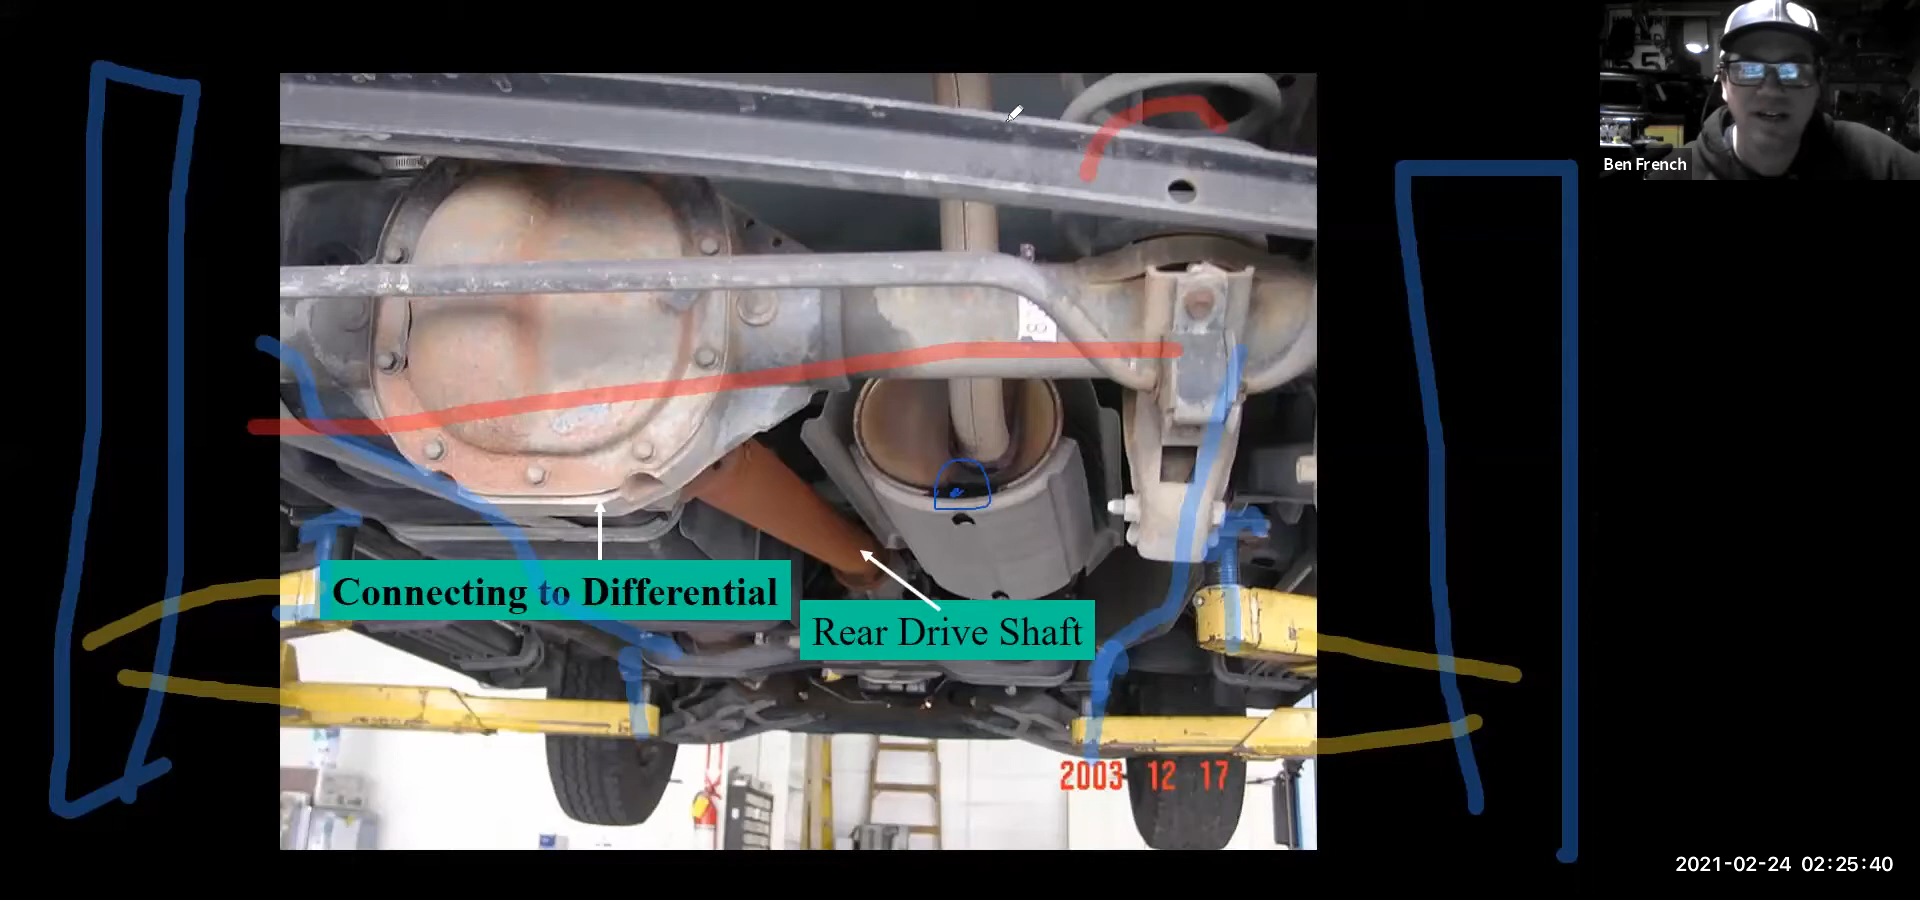 Ben French
Connecting to Differential
Rear Drive Shaft
2003 12 17
2021-02-24 02:25:40